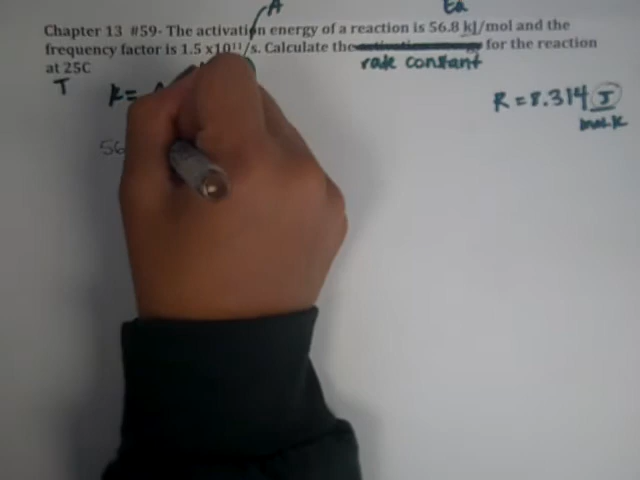 A
Ea
Chapter 13 #59- The activation energy of a reaction is 56.8 kJ/mol and the
frequency factor is 1.5 x10¹¹/s. Calculate the for the reaction
rate constant
at 25C
T
k=
R = 8.314 J
mol·K
56